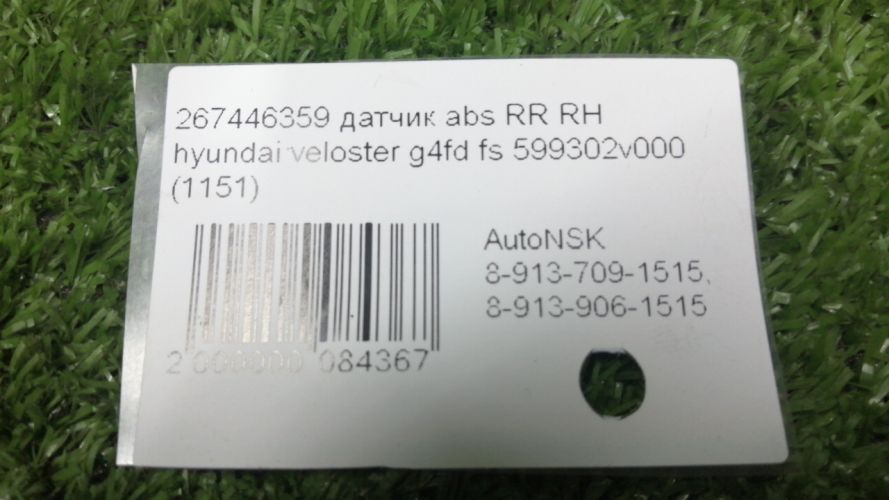 267446359 датчик abs RR RH
hyundai veloster g4fd fs 599302v000
(1151)
AutoNSK
8-913-709-1515,
8-913-906-1515
2 000000 084367